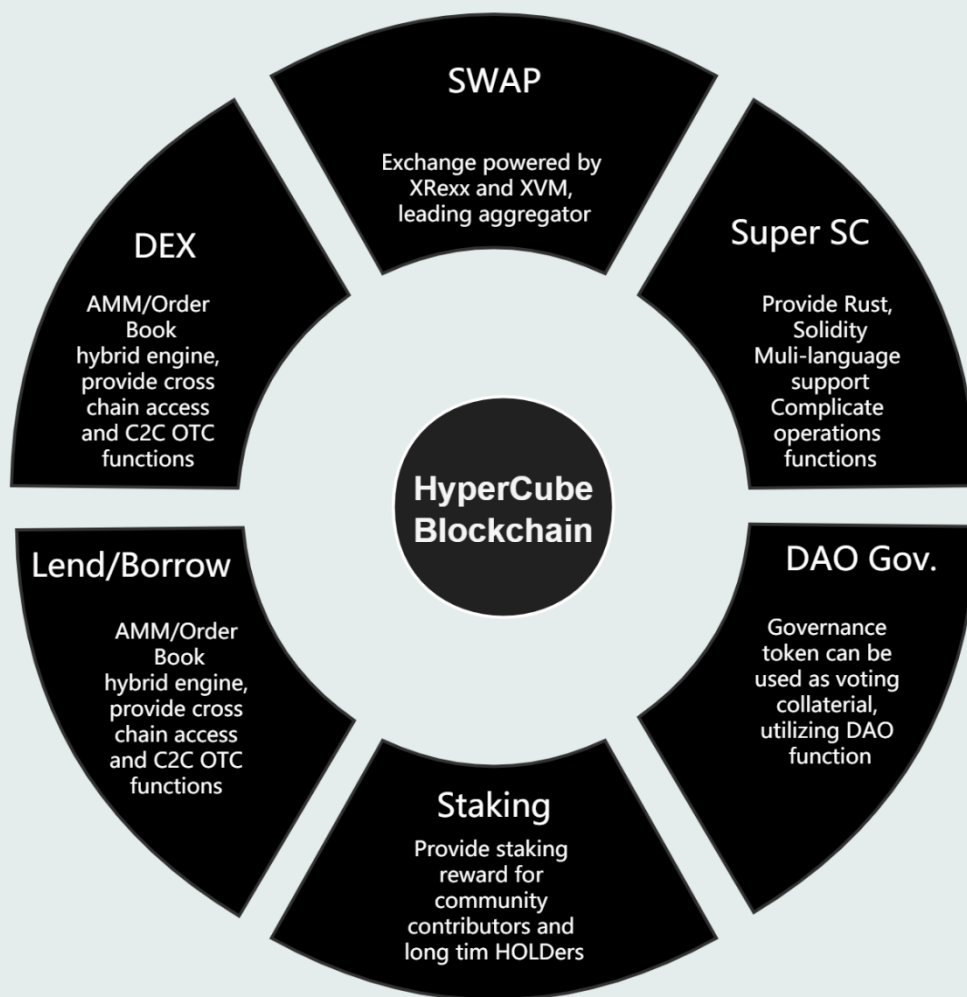 SWAP
Exchange powered by
XRexx and XVM,
leading aggregator
Super SC
Provide Rust,
Solidity
Muli-language
support
Complicate
operations
functions
DAO Gov.
Governance
token can be
used as voting
collaterial,
utilizing DAO
function
Staking
Provide staking
reward for
community
contributors and
long tim HOLDers
Lend/Borrow
AMM/Order
Book
hybrid engine,
provide cross
chain access
and C2C OTC
functions
DEX
AMM/Order
Book
hybrid engine,
provide cross
chain access
and C2C OTC
functions
HyperCube
Blockchain